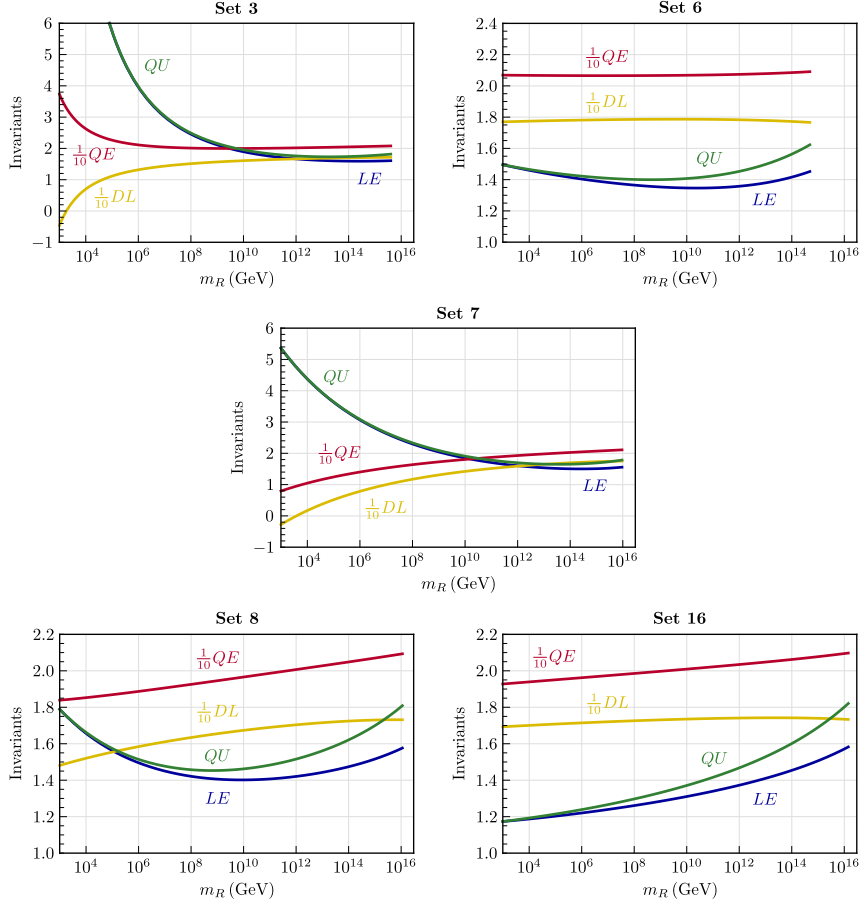 Set 3
6
5
4
3
2
1
0
−1
Invariants
QU
1/10 QE
1/10 DL
LE
10^4 10^6 10^8 10^10 10^12 10^14 10^16
m_R (GeV)
Set 6
2.4
2.2
2.0
1.8
1.6
1.4
1.2
1.0
Invariants
1/10 QE
1/10 DL
QU
LE
10^4 10^6 10^8 10^10 10^12 10^14 10^16
m_R (GeV)
Set 7
6
5
4
3
2
1
0
−1
Invariants
QU
1/10 QE
1/10 DL
LE
10^4 10^6 10^8 10^10 10^12 10^14 10^16
m_R (GeV)
Set 8
2.2
2.0
1.8
1.6
1.4
1.2
1.0
Invariants
1/10 QE
1/10 DL
QU
LE
10^4 10^6 10^8 10^10 10^12 10^14 10^16
m_R (GeV)
Set 16
2.2
2.0
1.8
1.6
1.4
1.2
1.0
Invariants
1/10 QE
1/10 DL
QU
LE
10^4 10^6 10^8 10^10 10^12 10^14 10^16
m_R (GeV)